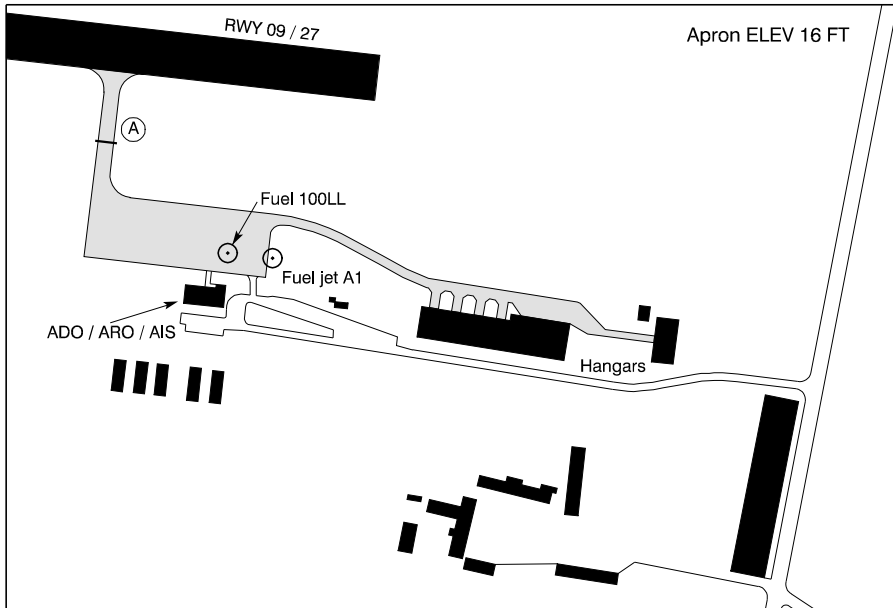 RWY 09 / 27
Apron ELEV 16 FT
A
Fuel 100LL
Fuel jet A1
ADO / ARO / AIS
Hangars